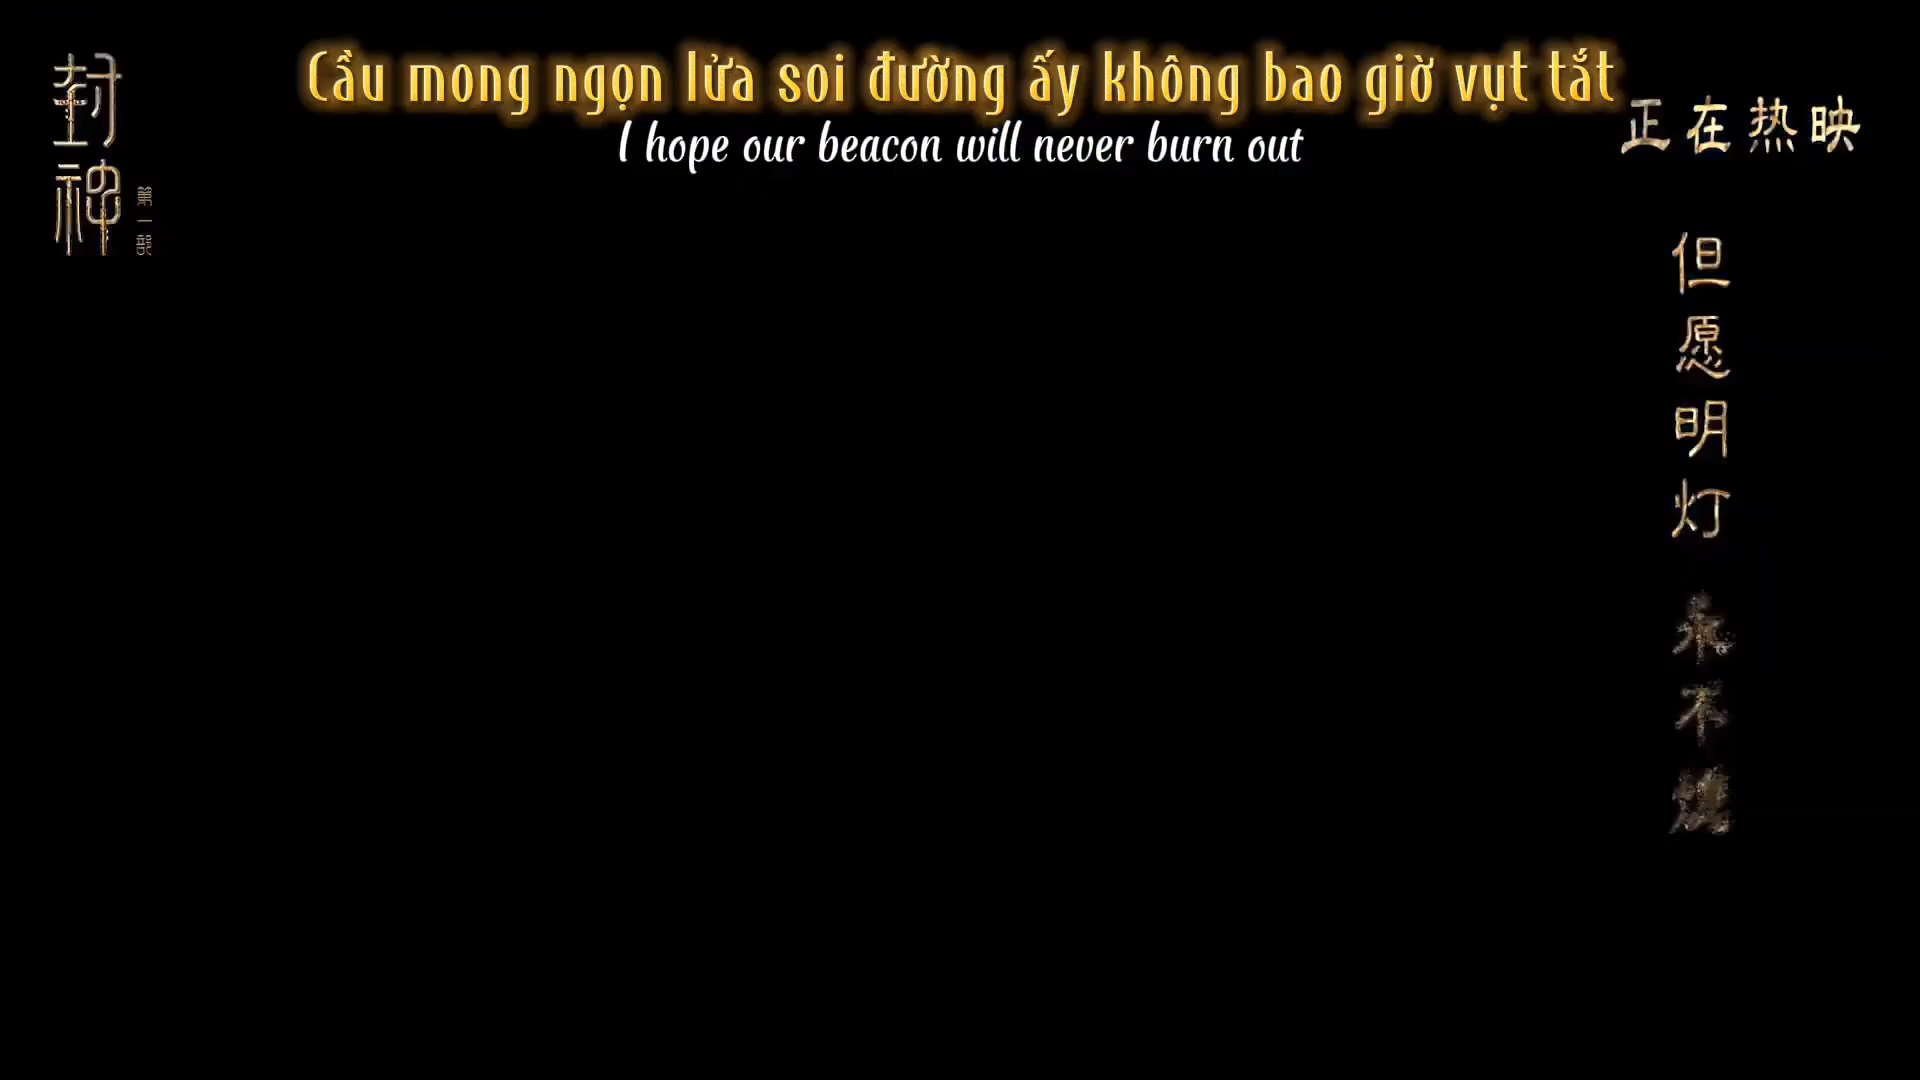 封神
第一部
Cầu mong ngọn lửa soi đường ấy không bao giờ vụt tắt
I hope our beacon will never burn out
正在热映
但愿明灯永不熄